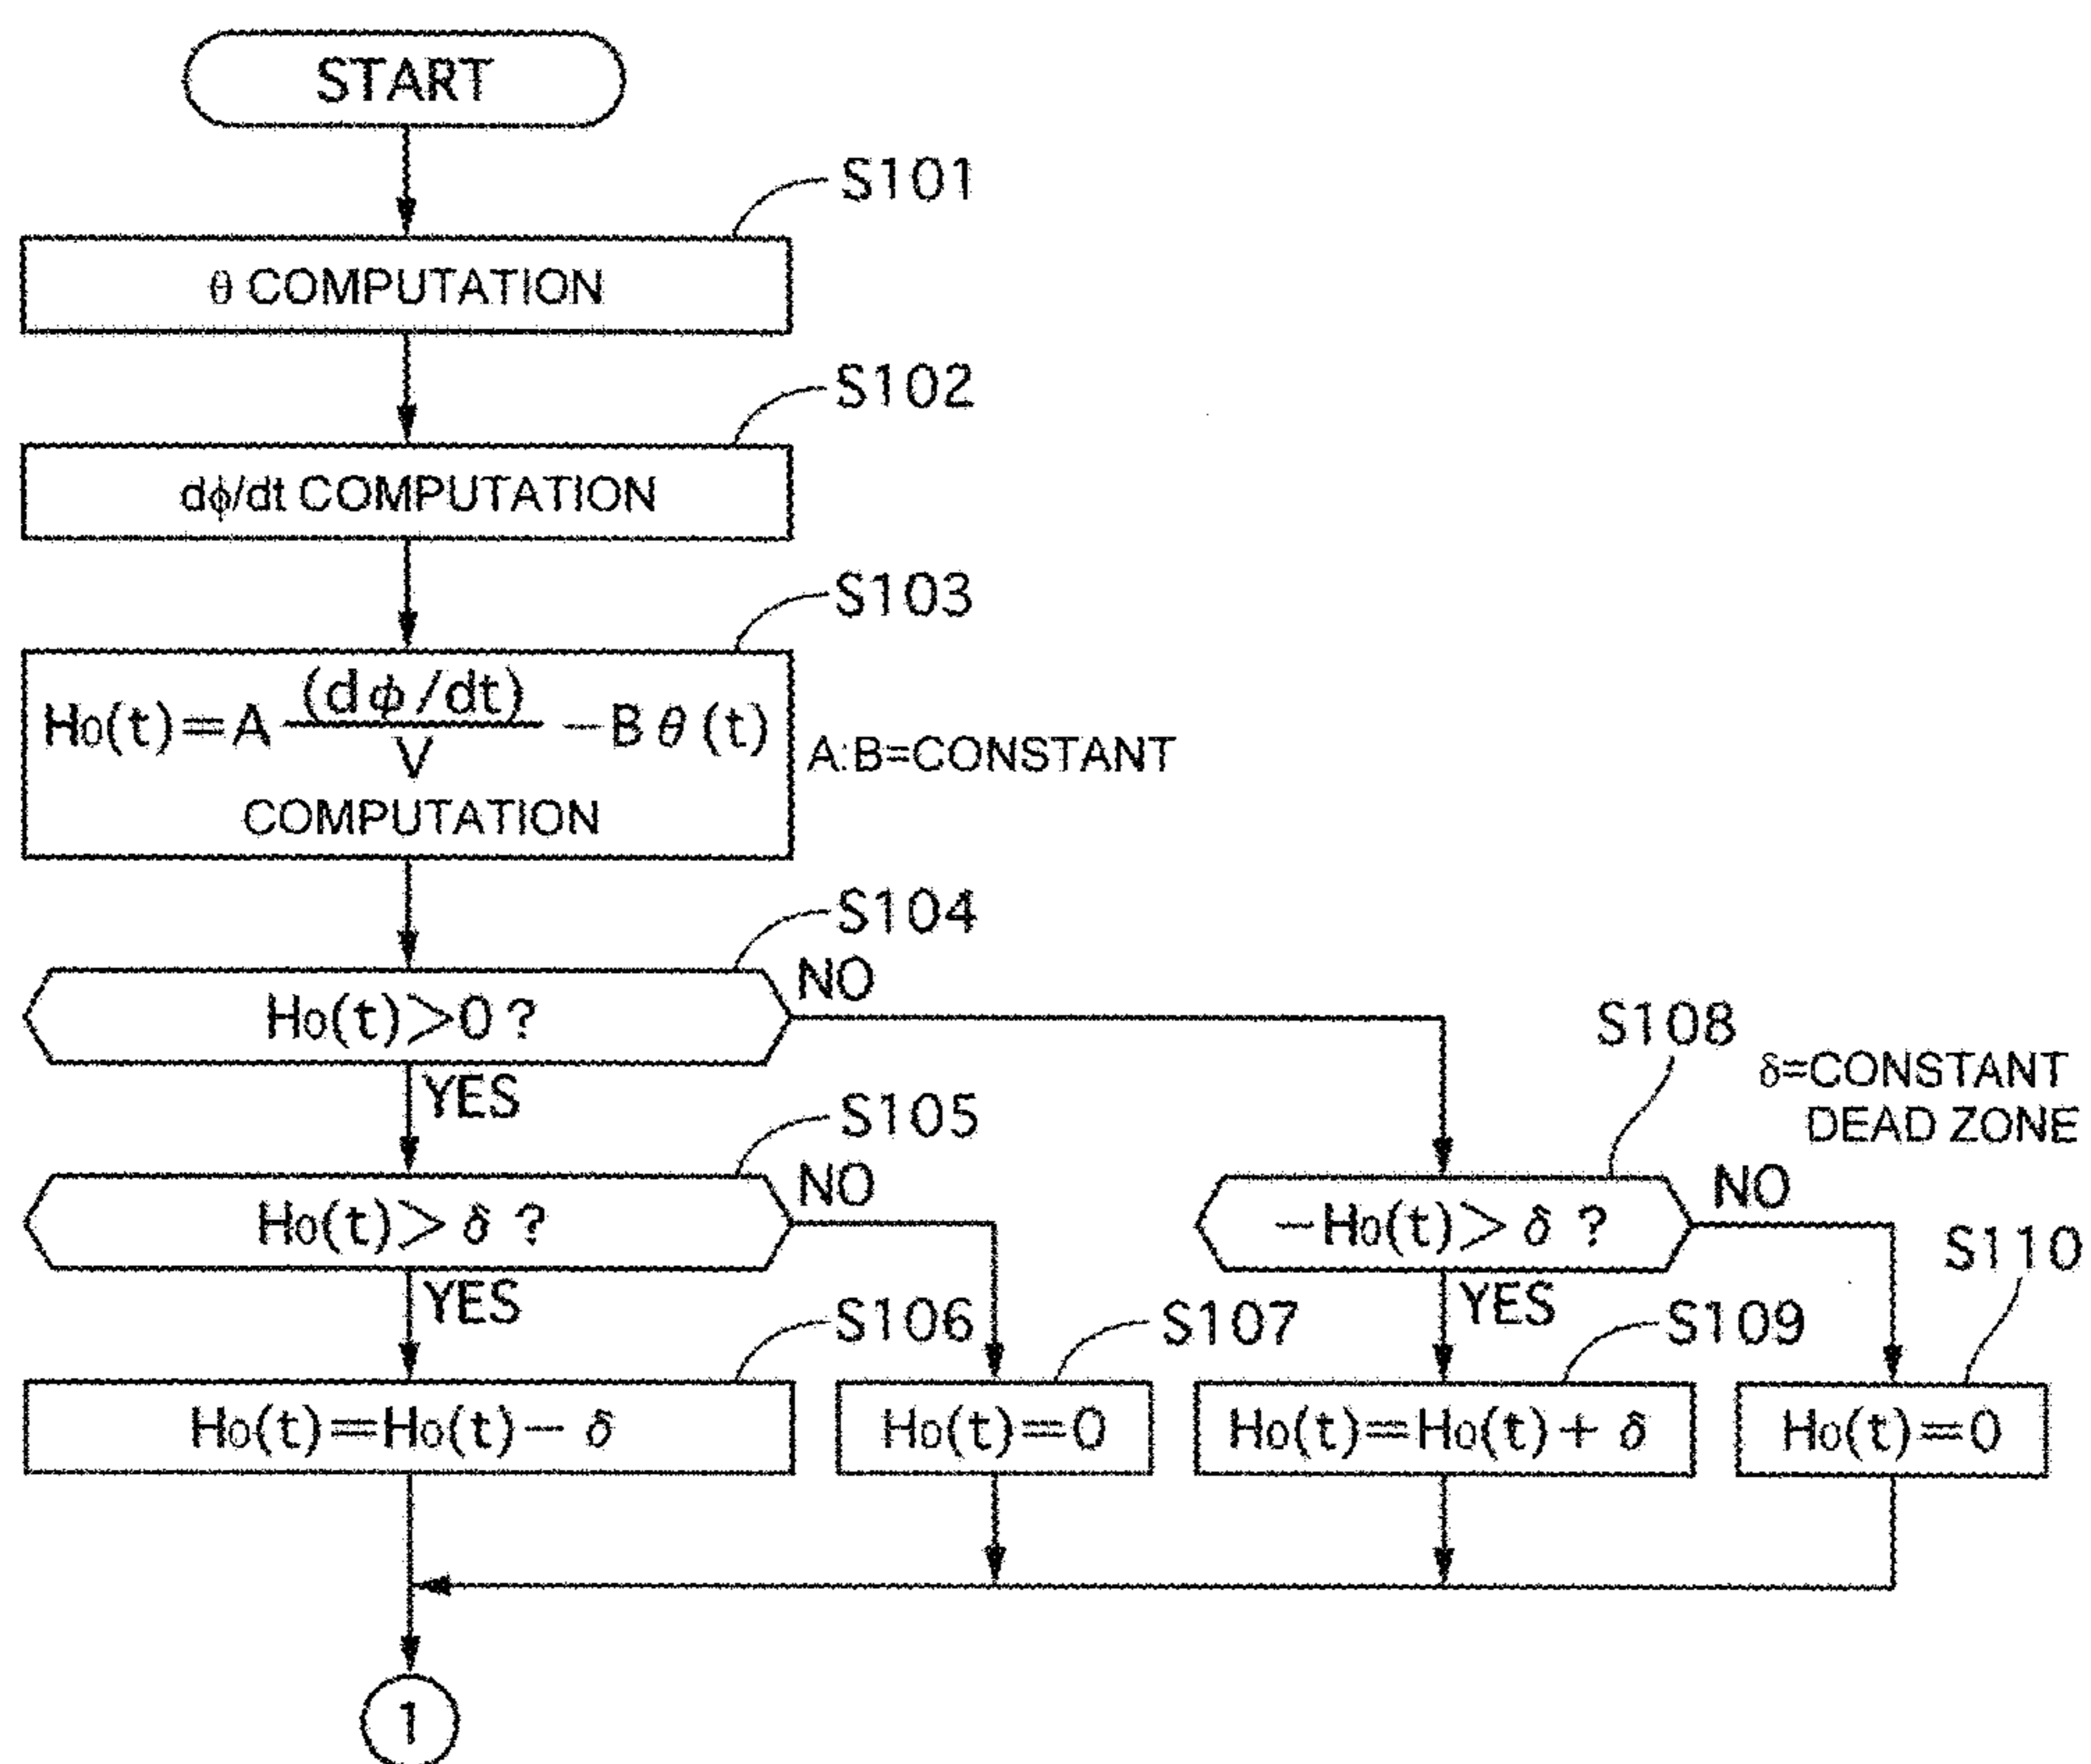 START
S101
θ COMPUTATION
S102
dϕ/dt COMPUTATION
S103
H₀(t)=A (dϕ/dt)/V −Bθ(t)
COMPUTATION
A:B=CONSTANT
S104
H₀(t)>0?
NO
YES
S105
H₀(t)>δ?
NO
YES
S106
H₀(t)=H₀(t)−δ
S107
H₀(t)=0
S108
δ=CONSTANT
DEAD ZONE
−H₀(t)>δ?
NO
YES
S109
H₀(t)=H₀(t)+δ
S110
H₀(t)=0
1